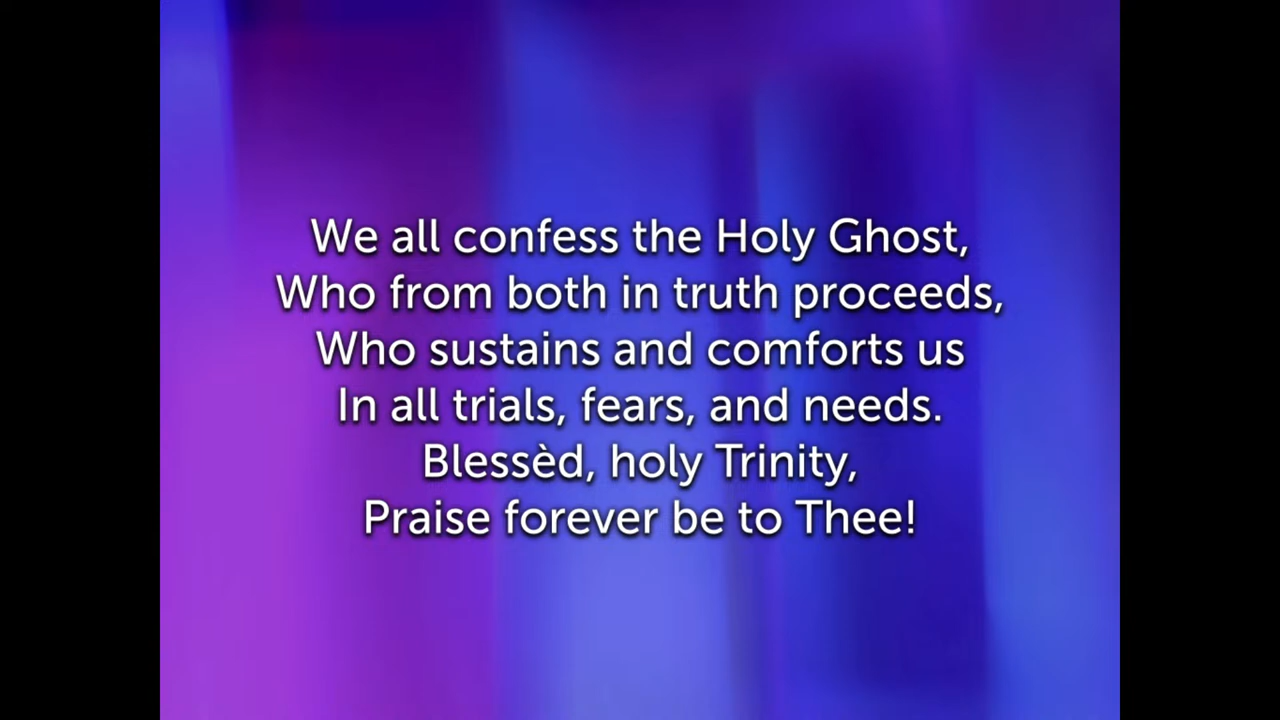 We all confess the Holy Ghost,
Who from both in truth proceeds,
Who sustains and comforts us
In all trials, fears, and needs.
Blessèd, holy Trinity,
Praise forever be to Thee!